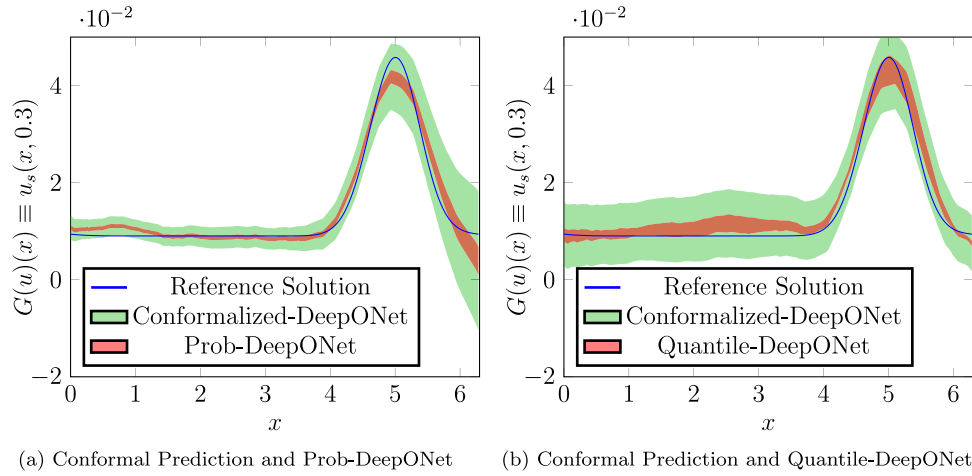 ·10⁻²
·10⁻²
4
2
0
−2
0
1
2
3
4
5
6
x
G(u)(x) ≡ u_s(x, 0.3)
Reference Solution
Conformalized-DeepONet
Prob-DeepONet
4
2
0
−2
0
1
2
3
4
5
6
x
G(u)(x) ≡ u_s(x, 0.3)
Reference Solution
Conformalized-DeepONet
Quantile-DeepONet
(a) Conformal Prediction and Prob-DeepONet
(b) Conformal Prediction and Quantile-DeepONet